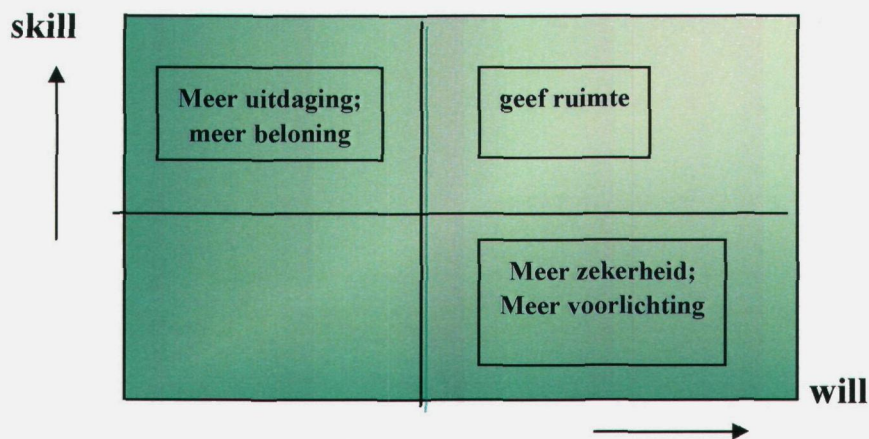 skill
Meer uitdaging;
meer beloning
geef ruimte
Meer zekerheid;
Meer voorlichting
will